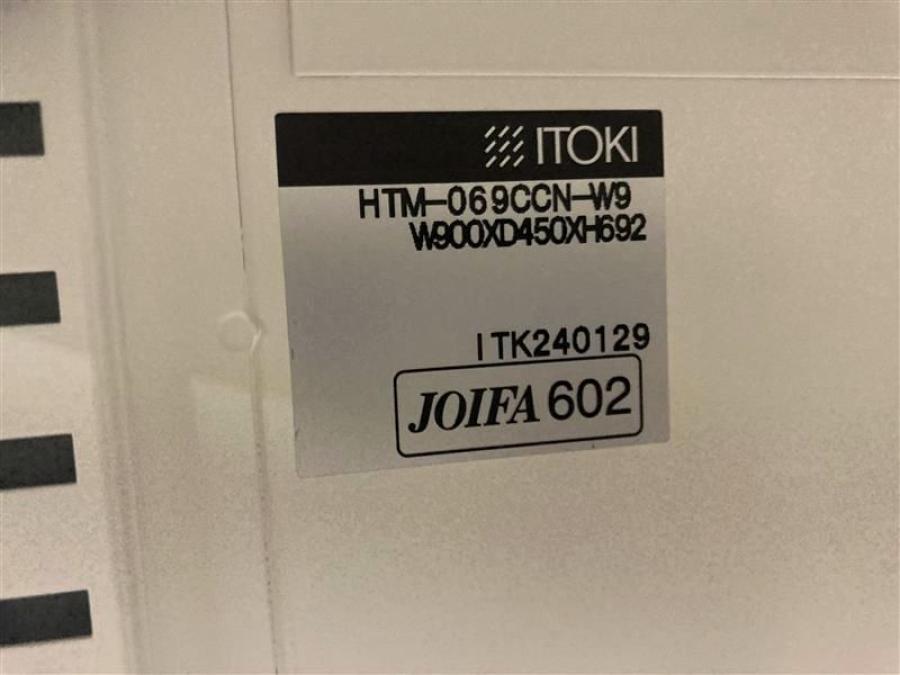 ITOKI
HTM-069CCN-W9
W900XD450XH692
ITK240129
JOIFA 602